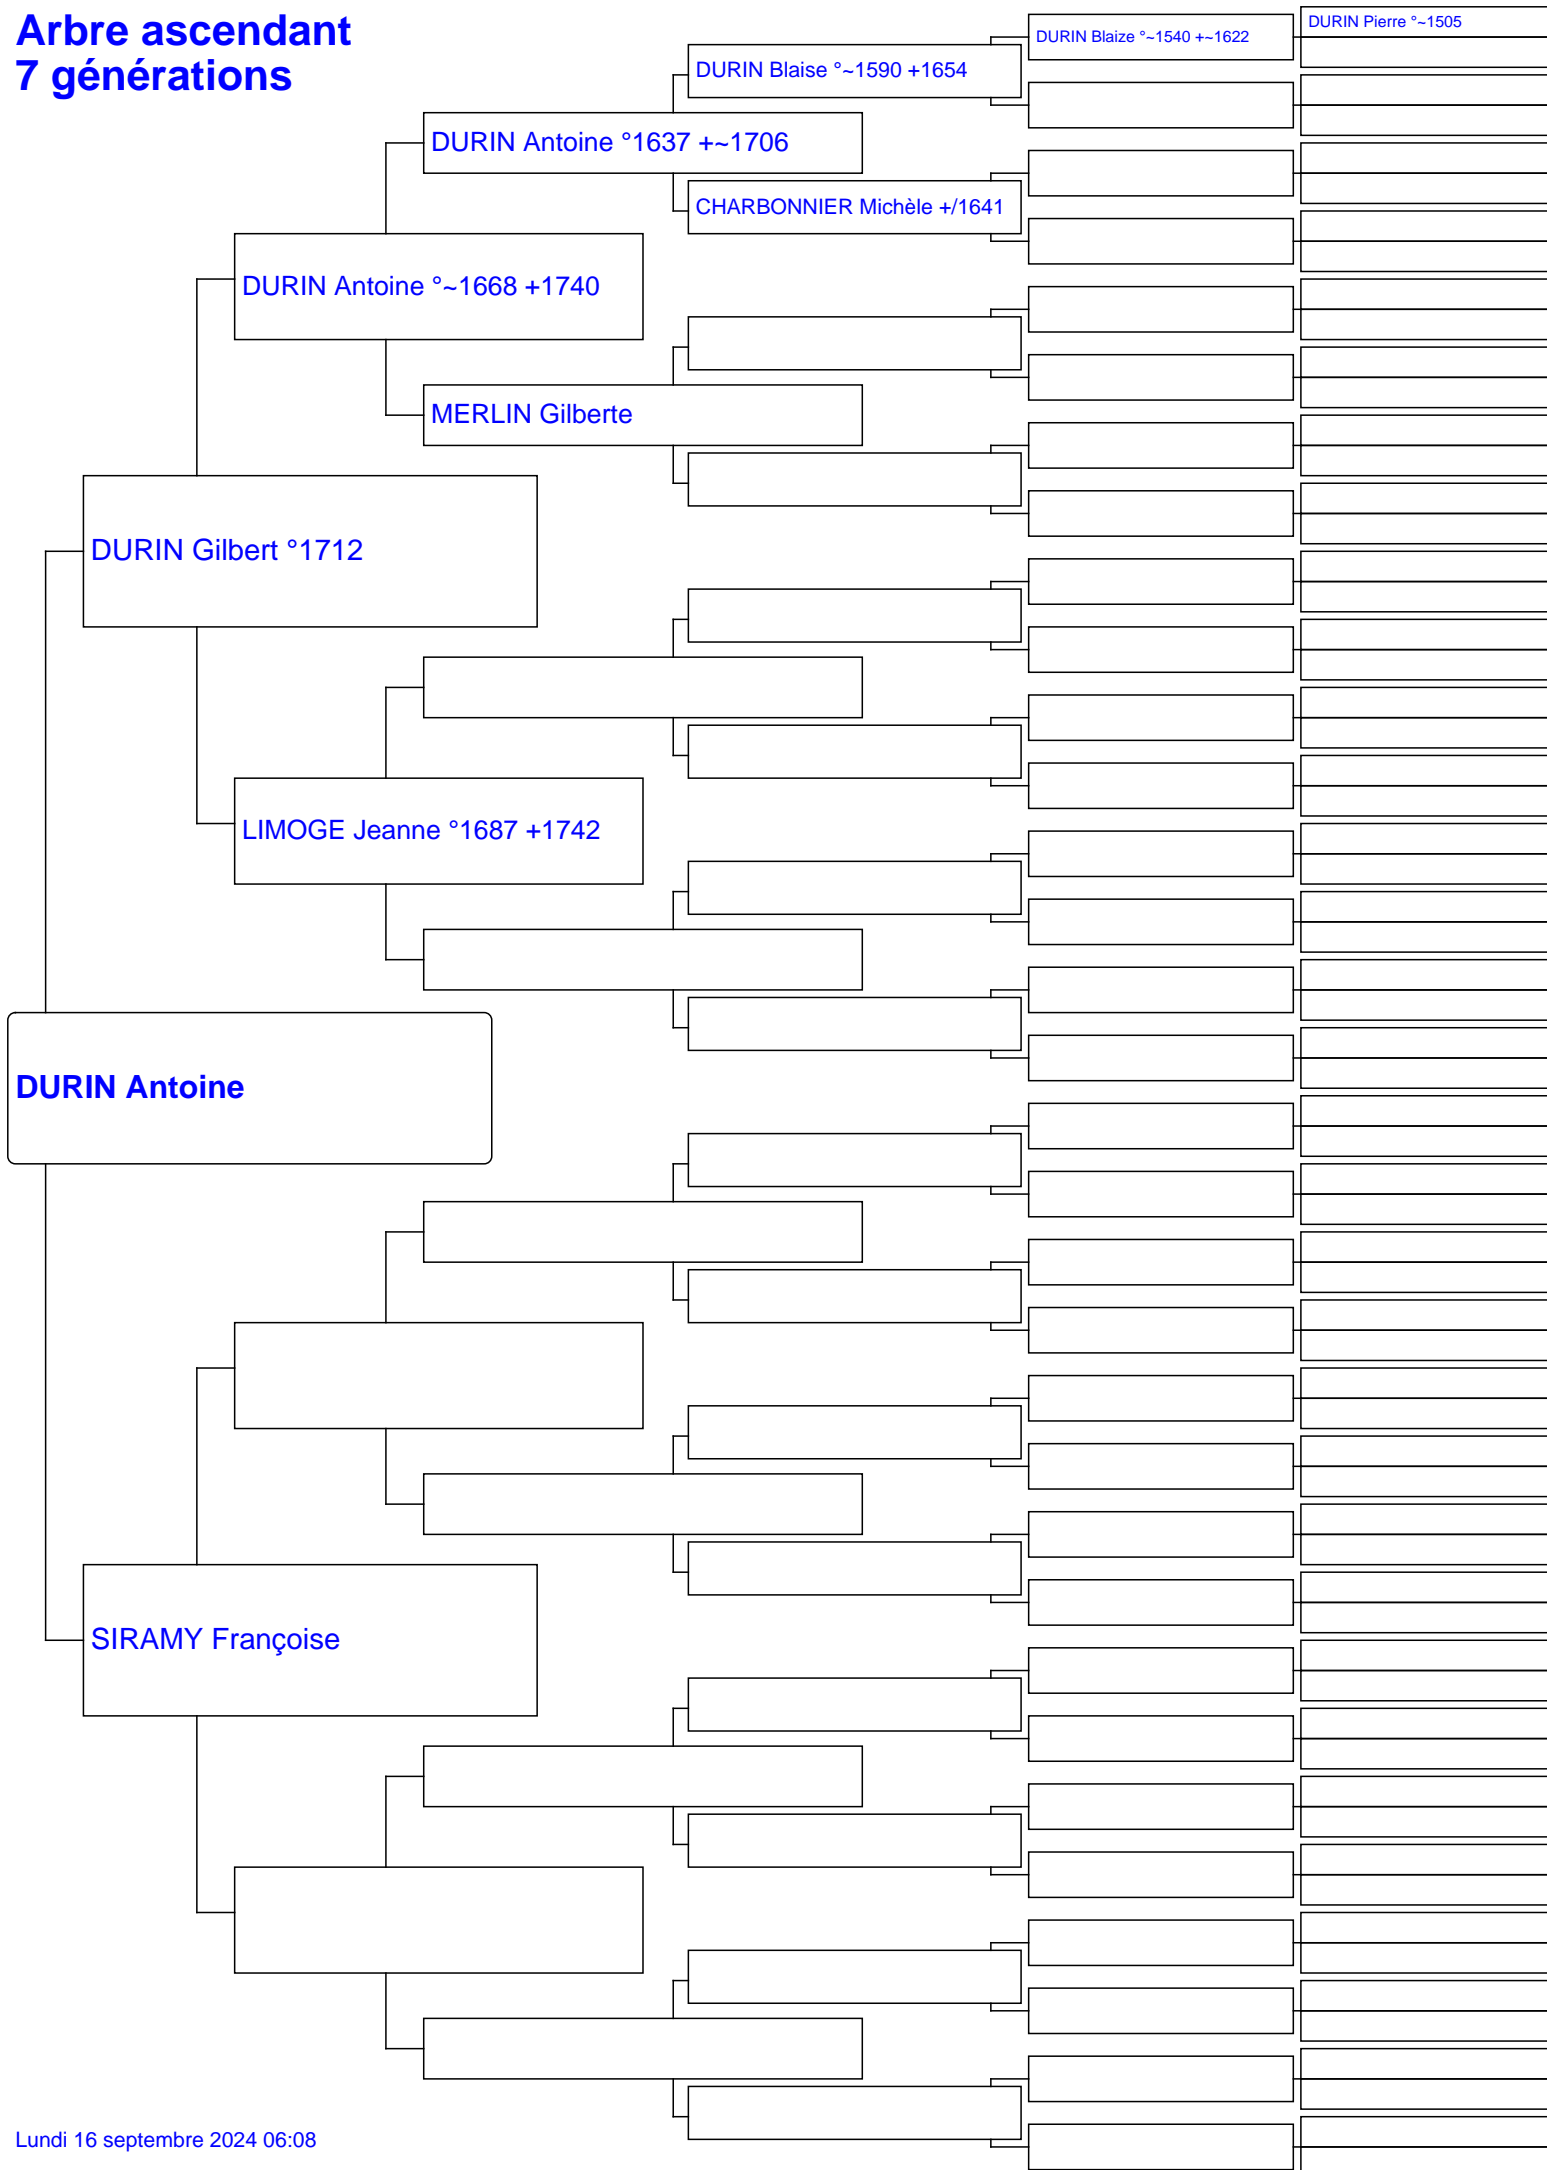 Arbre ascendant
7 générations
DURIN Pierre °~1505
DURIN Blaize °~1540 +~1622
DURIN Blaise °~1590 +1654
DURIN Antoine °1637 +~1706
CHARBONNIER Michèle +/1641
DURIN Antoine °~1668 +1740
MERLIN Gilberte
DURIN Gilbert °1712
LIMOGE Jeanne °1687 +1742
DURIN Antoine
SIRAMY Françoise
Lundi 16 septembre 2024 06:08